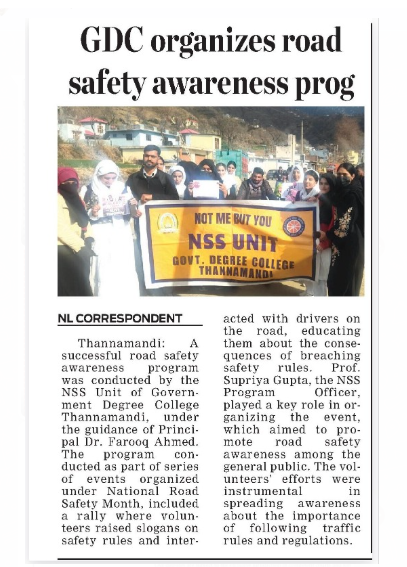 GDC organizes road
safety awareness prog
NOT ME BUT YOU
NSS UNIT
GOVT. DEGREE COLLEGE
THANNAMANDI
NL CORRESPONDENT
Thannamandi: A
successful road safety
awareness program
was conducted by the
NSS Unit of Govern-
ment Degree College
Thannamandi, under
the guidance of Princi-
pal Dr. Farooq Ahmed.
The program con-
ducted as part of series
of events organized
under National Road
Safety Month, included
a rally where volun-
teers raised slogans on
safety rules and inter-
acted with drivers on
the road, educating
them about the conse-
quences of breaching
safety rules. Prof.
Supriya Gupta, the NSS
Program Officer,
played a key role in or-
ganizing the event,
which aimed to pro-
mote road safety
awareness among the
general public. The vol-
unteers' efforts were
instrumental in
spreading awareness
about the importance
of following traffic
rules and regulations.